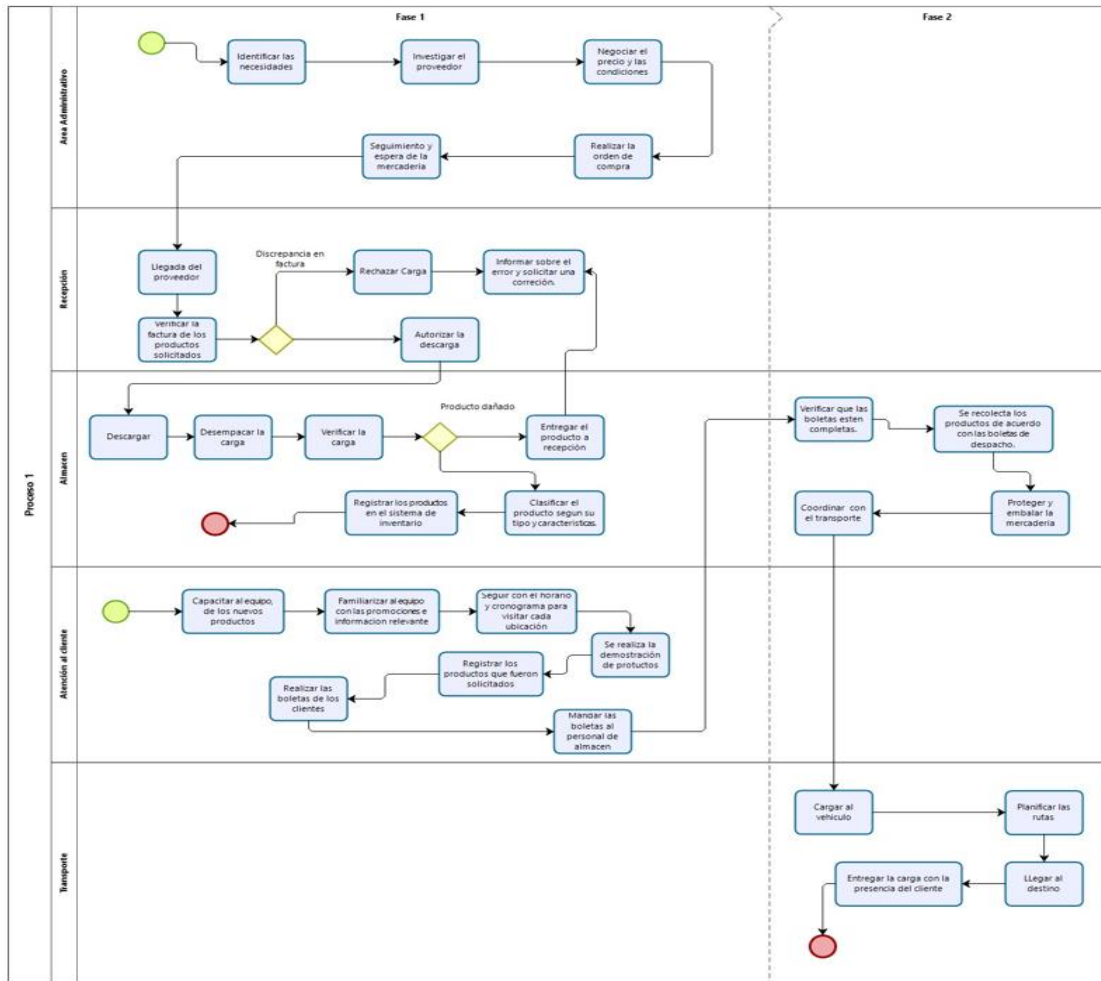 Fase 1
Fase 2
Proceso 1
Area Administrativo
Identificar las
necesidades
Investigar el
proveedor
Negociar el
precio y las
condiciones
Seguimiento y
espera de la
mercadería
Realizar la
orden de
compra
Recepción
Llegada del
proveedor
Discrepancia en
factura
Rechazar Carga
Informar sobre el
error y solicitar una
correción.
Verificar la
factura de los
productos
solicitados
Autorizar la
descarga
Almacen
Descargar
Desempacar la
carga
Verificar la
carga
Producto dañado
Entregar el
producto a
recepción
Registrar los productos
en el sistema de
inventario
Clasificar el
producto segun su
tipo y caracteristicas.
Verificar que las
boletas esten
completas.
Se recolecta los
productos de acuerdo
con las boletas de
despacho.
Coordinar con
el transporte
Proteger y
embalar la
mercadería
Atención al cliente
Capacitar al equipo,
de los nuevos
productos
Familiarizar al equipo
con las promociones e
informacion relevante
Seguir con el horario
y cronograma para
visitar cada
ubicación
Se realiza la
demostración
de protuctos
Registrar los
productos que fueron
solicitados
Realizar las
boletas de los
clientes
Mandar las
boletas al
personal de
almacen
Transporte
Cargar al
vehiculo
Planificar las
rutas
Entregar la carga con la
presencia del cliente
LLegar al
destino